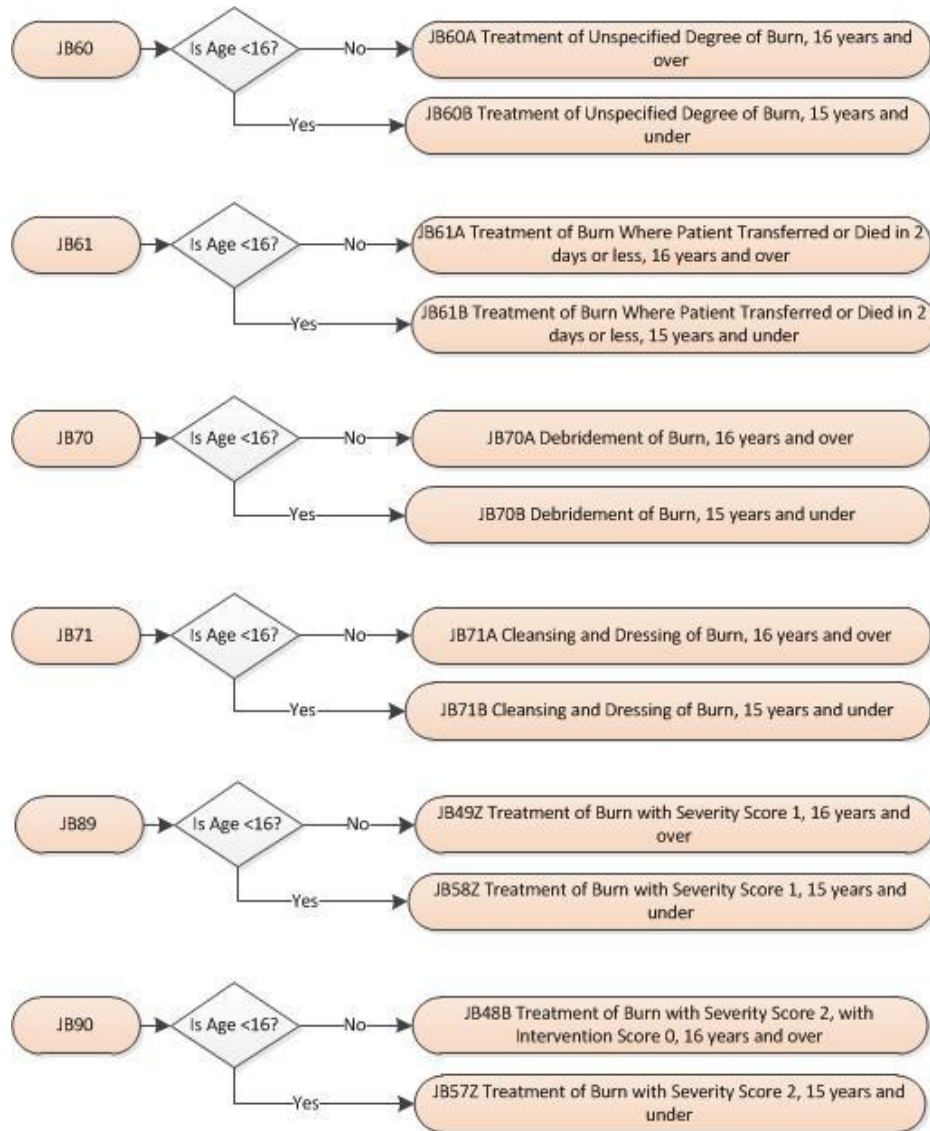 JB60
Is Age <16?
No
JB60A Treatment of Unspecified Degree of Burn, 16 years and
over
Yes
JB60B Treatment of Unspecified Degree of Burn, 15 years and
under
JB61
Is Age <16?
No
JB61A Treatment of Burn Where Patient Transferred or Died in 2
days or less, 16 years and over
Yes
JB61B Treatment of Burn Where Patient Transferred or Died in 2
days or less, 15 years and under
JB70
Is Age <16?
No
JB70A Debridement of Burn, 16 years and over
Yes
JB70B Debridement of Burn, 15 years and under
JB71
Is Age <16?
No
JB71A Cleansing and Dressing of Burn, 16 years and over
Yes
JB71B Cleansing and Dressing of Burn, 15 years and under
JB89
Is Age <16?
No
JB49Z Treatment of Burn with Severity Score 1, 16 years and
over
Yes
JB58Z Treatment of Burn with Severity Score 1, 15 years and
under
JB90
Is Age <16?
No
JB48B Treatment of Burn with Severity Score 2, with
Intervention Score 0, 16 years and over
Yes
JB57Z Treatment of Burn with Severity Score 2, 15 years and
under